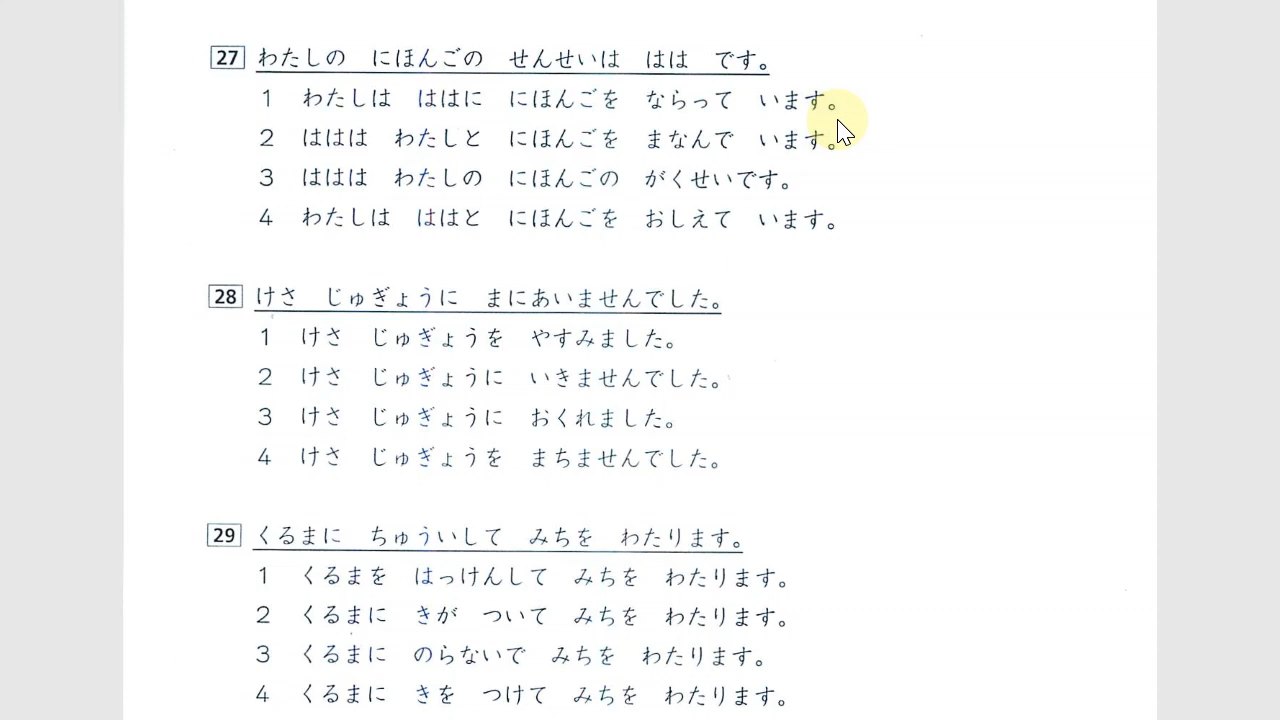 27 わたしの にほんごの せんせいは はは です。
1 わたしは ははに にほんごを ならって います。
2 ははは わたしと にほんごを まなんで います。
3 ははは わたしの にほんごの がくせいです。
4 わたしは ははと にほんごを おしえて います。
28 けさ じゅぎょうに まにあいませんでした。
1 けさ じゅぎょうを やすみました。
2 けさ じゅぎょうに いきませんでした。
3 けさ じゅぎょうに おくれました。
4 けさ じゅぎょうを まちませんでした。
29 くるまに ちゅういして みちを わたります。
1 くるまを はっけんして みちを わたります。
2 くるまに きが ついて みちを わたります。
3 くるまに のらないで みちを わたります。
4 くるまに きを つけて みちを わたります。